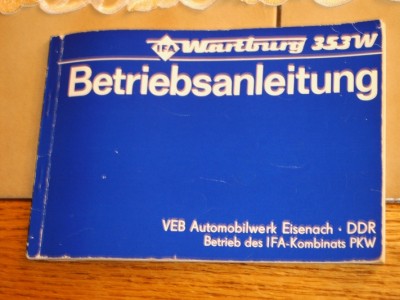 IFA Wartburg 353W
Betriebsanleitung
VEB Automobilwerk Eisenach · DDR
Betrieb des IFA-Kombinats PKW